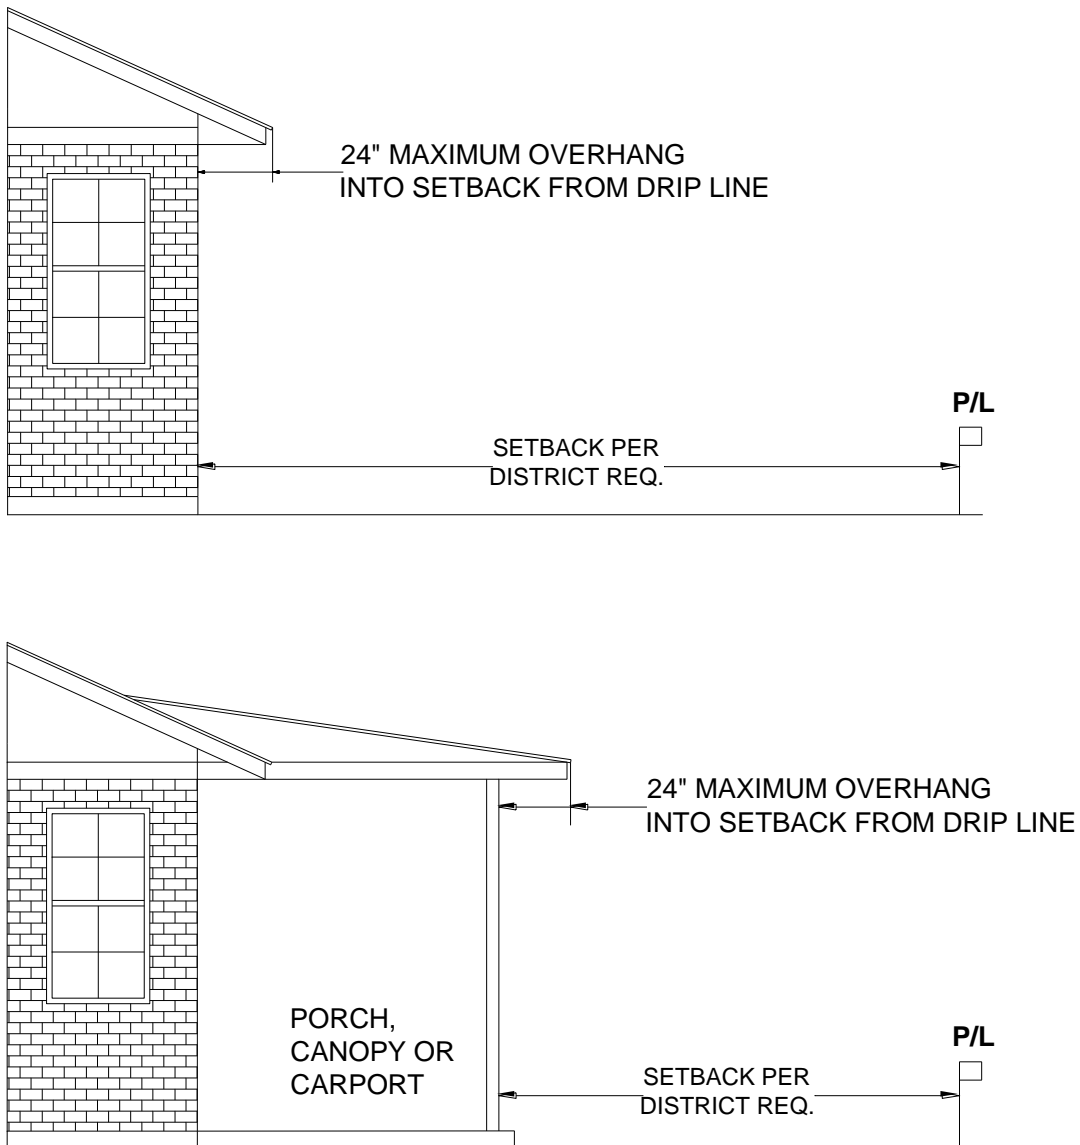 24" MAXIMUM OVERHANG
INTO SETBACK FROM DRIP LINE
P/L
SETBACK PER
DISTRICT REQ.
24" MAXIMUM OVERHANG
INTO SETBACK FROM DRIP LINE
PORCH,
CANOPY OR
CARPORT
P/L
SETBACK PER
DISTRICT REQ.